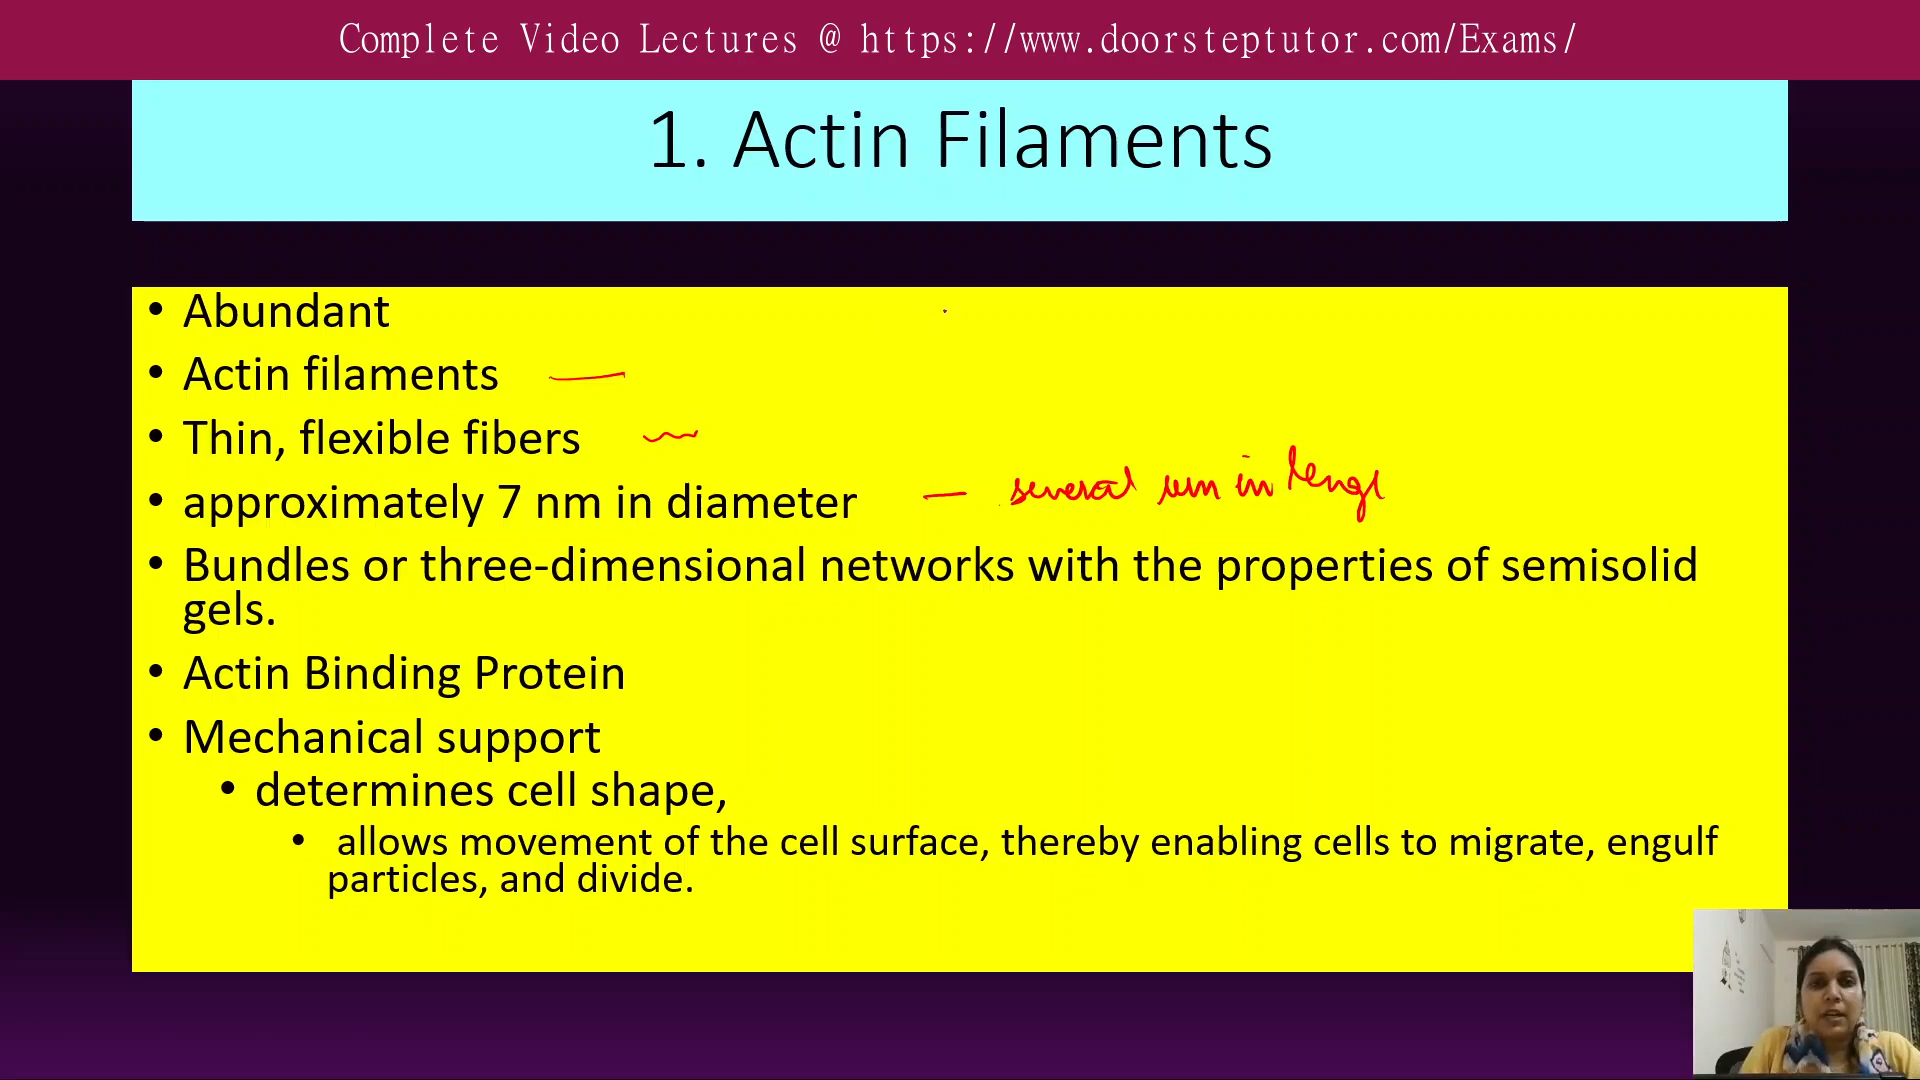 Complete Video Lectures @ https://www.doorsteptutor.com/Exams/
1. Actin Filaments
• Abundant
• Actin filaments
• Thin, flexible fibers
• approximately 7 nm in diameter — several um in lengt
• Bundles or three-dimensional networks with the properties of semisolid
gels.
• Actin Binding Protein
• Mechanical support
• determines cell shape,
• allows movement of the cell surface, thereby enabling cells to migrate, engulf
particles, and divide.